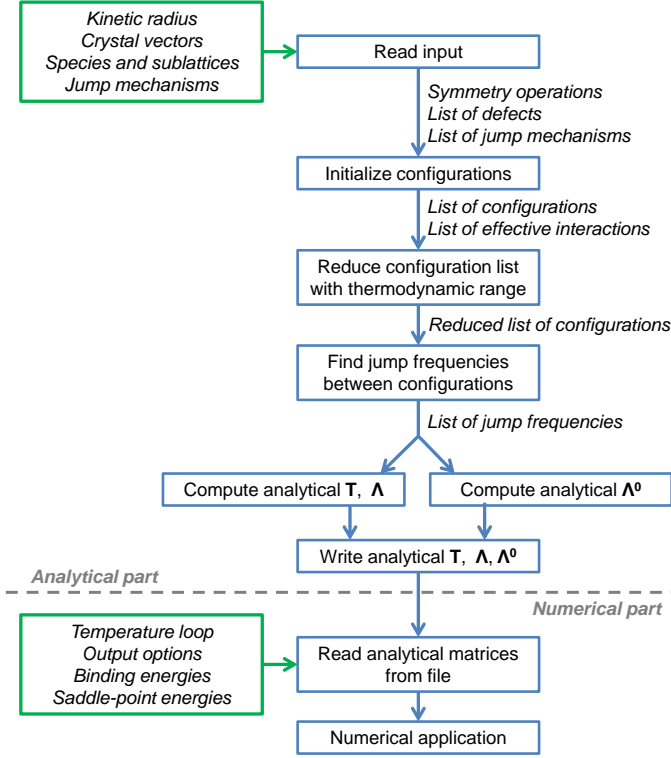 Kinetic radius
Crystal vectors
Species and sublattices
Jump mechanisms
Read input
Symmetry operations
List of defects
List of jump mechanisms
Initialize configurations
List of configurations
List of effective interactions
Reduce configuration list
with thermodynamic range
Reduced list of configurations
Find jump frequencies
between configurations
List of jump frequencies
Compute analytical T, Λ
Compute analytical Λ⁰
Write analytical T, Λ, Λ⁰
Analytical part
Numerical part
Temperature loop
Output options
Binding energies
Saddle-point energies
Read analytical matrices
from file
Numerical application